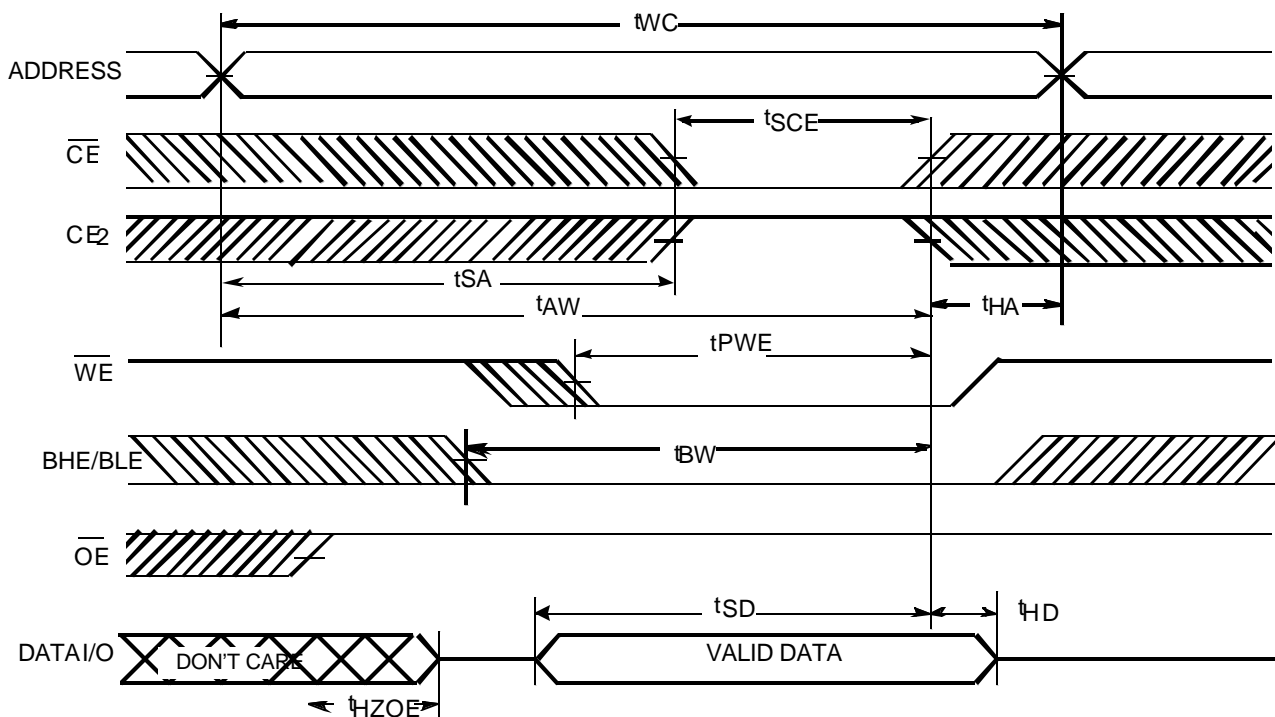 tWC
ADDRESS
tSCE
CE
CE2
tSA
tAW
tHA
tPWE
WE
tBW
BHE/BLE
OE
tSD
tHD
DATA I/O
DON'T CARE
VALID DATA
tHZOE